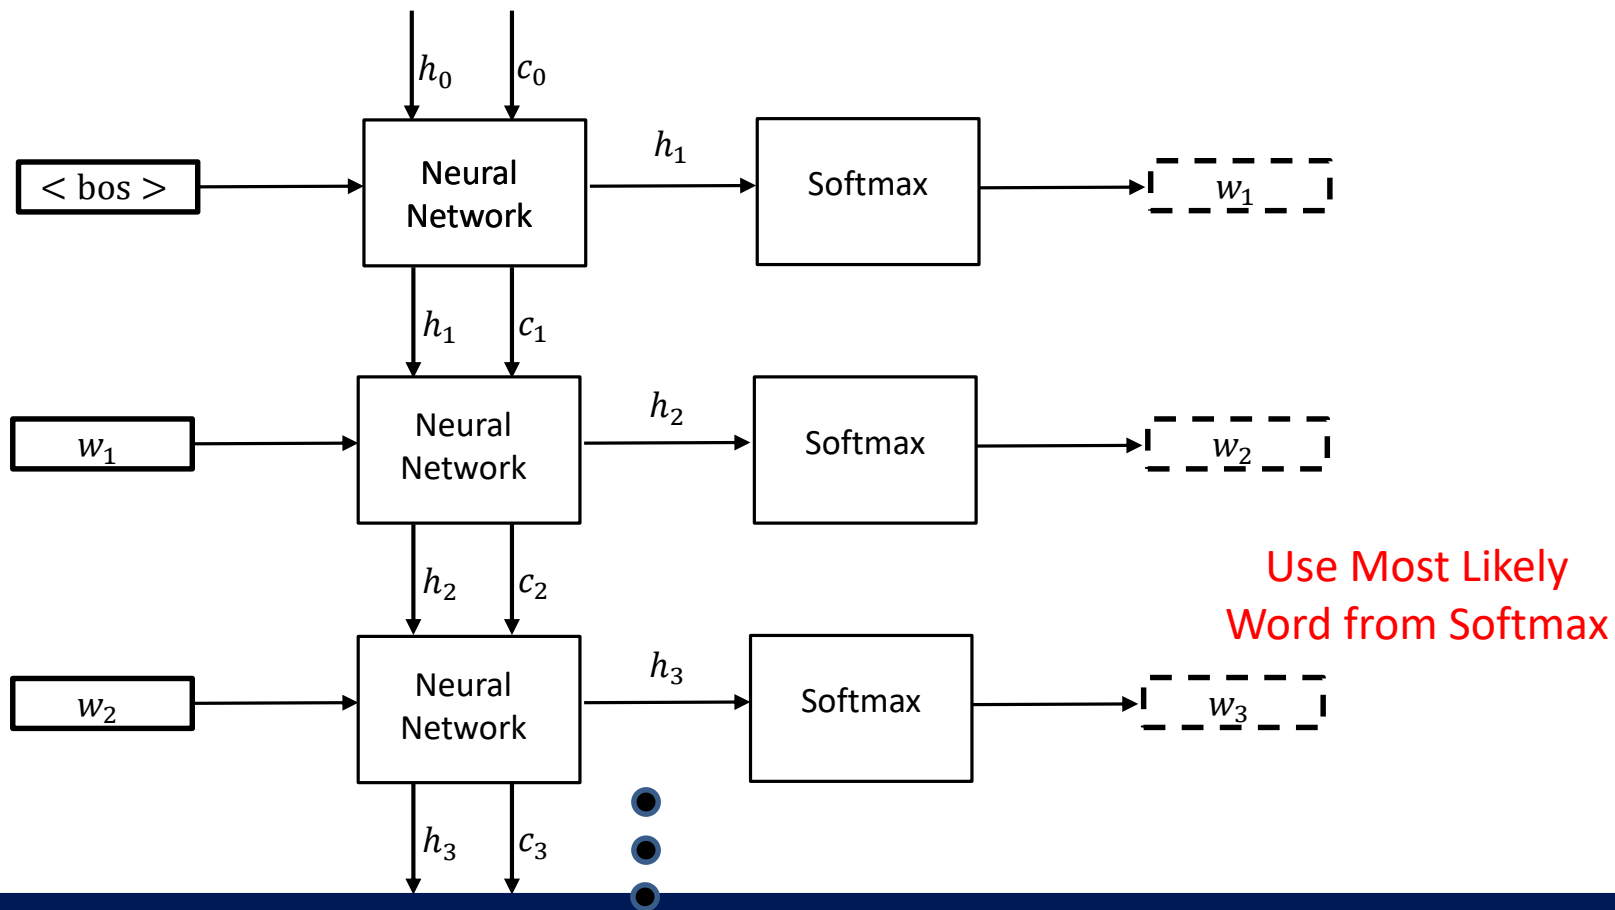 h₀ c₀
< bos > Neural Network h₁ Softmax w₁
h₁ c₁
w₁ Neural Network h₂ Softmax w₂
h₂ c₂
Use Most Likely
Word from Softmax
w₂ Neural Network h₃ Softmax w₃
h₃ c₃